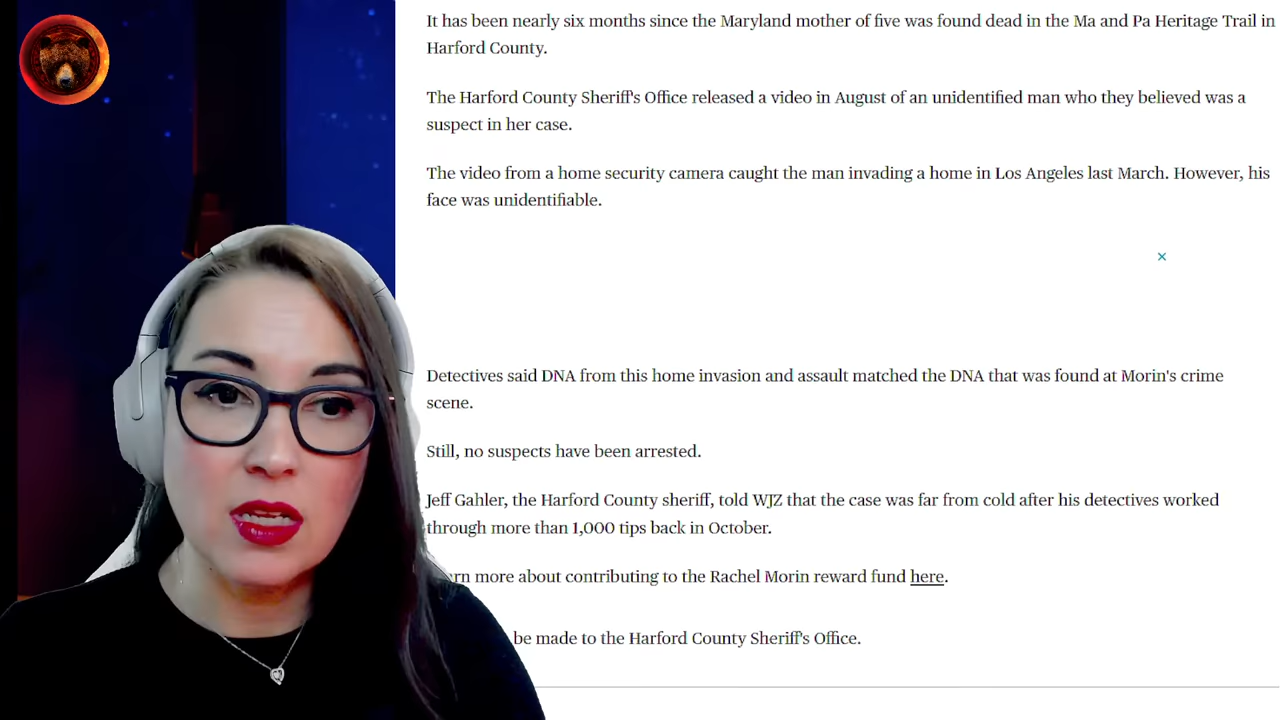 It has been nearly six months since the Maryland mother of five was found dead in the Ma and Pa Heritage Trail in
Harford County.
The Harford County Sheriff's Office released a video in August of an unidentified man who they believed was a
suspect in her case.
The video from a home security camera caught the man invading a home in Los Angeles last March. However, his
face was unidentifiable.
Detectives said DNA from this home invasion and assault matched the DNA that was found at Morin's crime
scene.
Still, no suspects have been arrested.
Jeff Gahler, the Harford County sheriff, told WJZ that the case was far from cold after his detectives worked
through more than 1,000 tips back in October.
more about contributing to the Rachel Morin reward fund here.
be made to the Harford County Sheriff's Office.